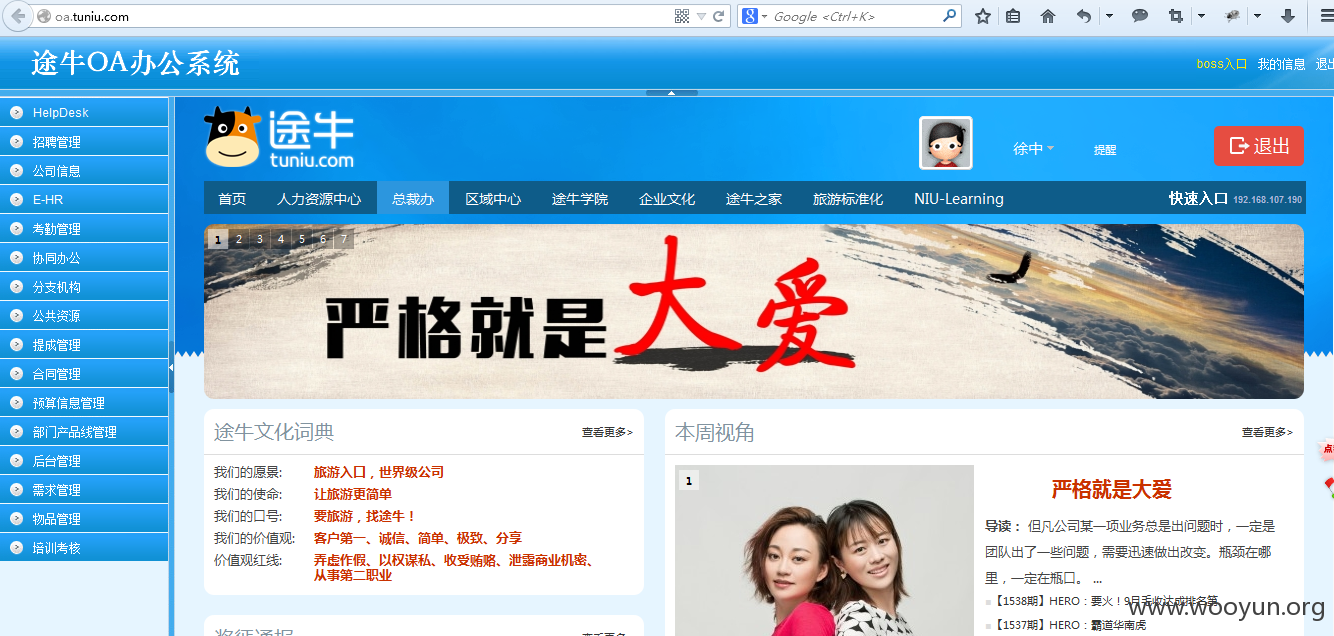 oa.tuniu.com
Google <Ctrl+K>
途牛OA办公系统
boss入口 我的信息 退出
HelpDesk
招聘管理
公司信息
E-HR
考勤管理
协同办公
分支机构
公共资源
提成管理
合同管理
预算信息管理
部门产品线管理
后台管理
需求管理
物品管理
培训考核
途牛
tuniu.com
徐中 提醒 退出
首页 人力资源中心 总裁办 区域中心 途牛学院 企业文化 途牛之家 旅游标准化 NIU-Learning 快速入口 192.168.107.190
1 2 3 4 5 6 7
严格就是大爱
途牛文化词典 查看更多>
我们的愿景: 旅游入口，世界级公司
我们的使命: 让旅游更简单
我们的口号: 要旅游，找途牛！
我们的价值观: 客户第一、诚信、简单、极致、分享
价值观红线: 弄虚作假、以权谋私、收受贿赂、泄露商业机密、
从事第二职业
奖惩通报 查看更多>
本周视角 查看更多>
1
严格就是大爱
导读： 但凡公司某一项业务总是出问题时，一定是
团队出了一些问题，需要迅速做出改变。瓶颈在哪
里，一定在瓶口。 ...
【1538期】HERO：要火！9月毛收达成排名第
【1537期】HERO：霸道华南虎
www.wooyun.org